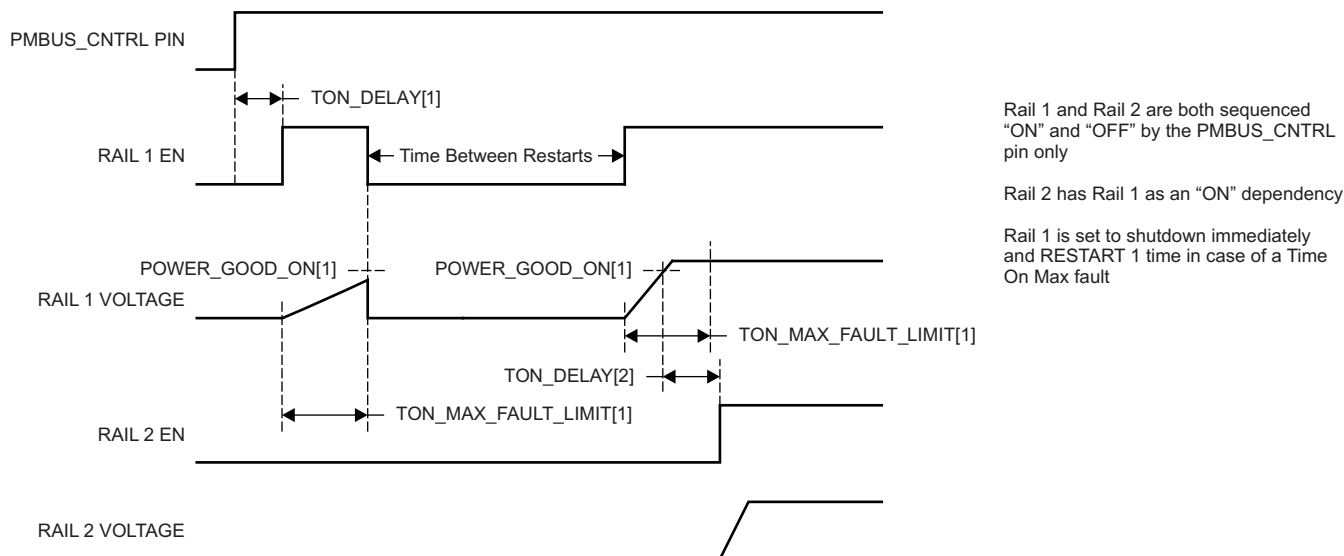 PMBUS_CNTRL PIN
TON_DELAY[1]
RAIL 1 EN
Time Between Restarts
POWER_GOOD_ON[1]
POWER_GOOD_ON[1]
RAIL 1 VOLTAGE
TON_MAX_FAULT_LIMIT[1]
TON_DELAY[2]
TON_MAX_FAULT_LIMIT[1]
RAIL 2 EN
RAIL 2 VOLTAGE
Rail 1 and Rail 2 are both sequenced
“ON” and “OFF” by the PMBUS_CNTRL
pin only
Rail 2 has Rail 1 as an “ON” dependency
Rail 1 is set to shutdown immediately
and RESTART 1 time in case of a Time
On Max fault